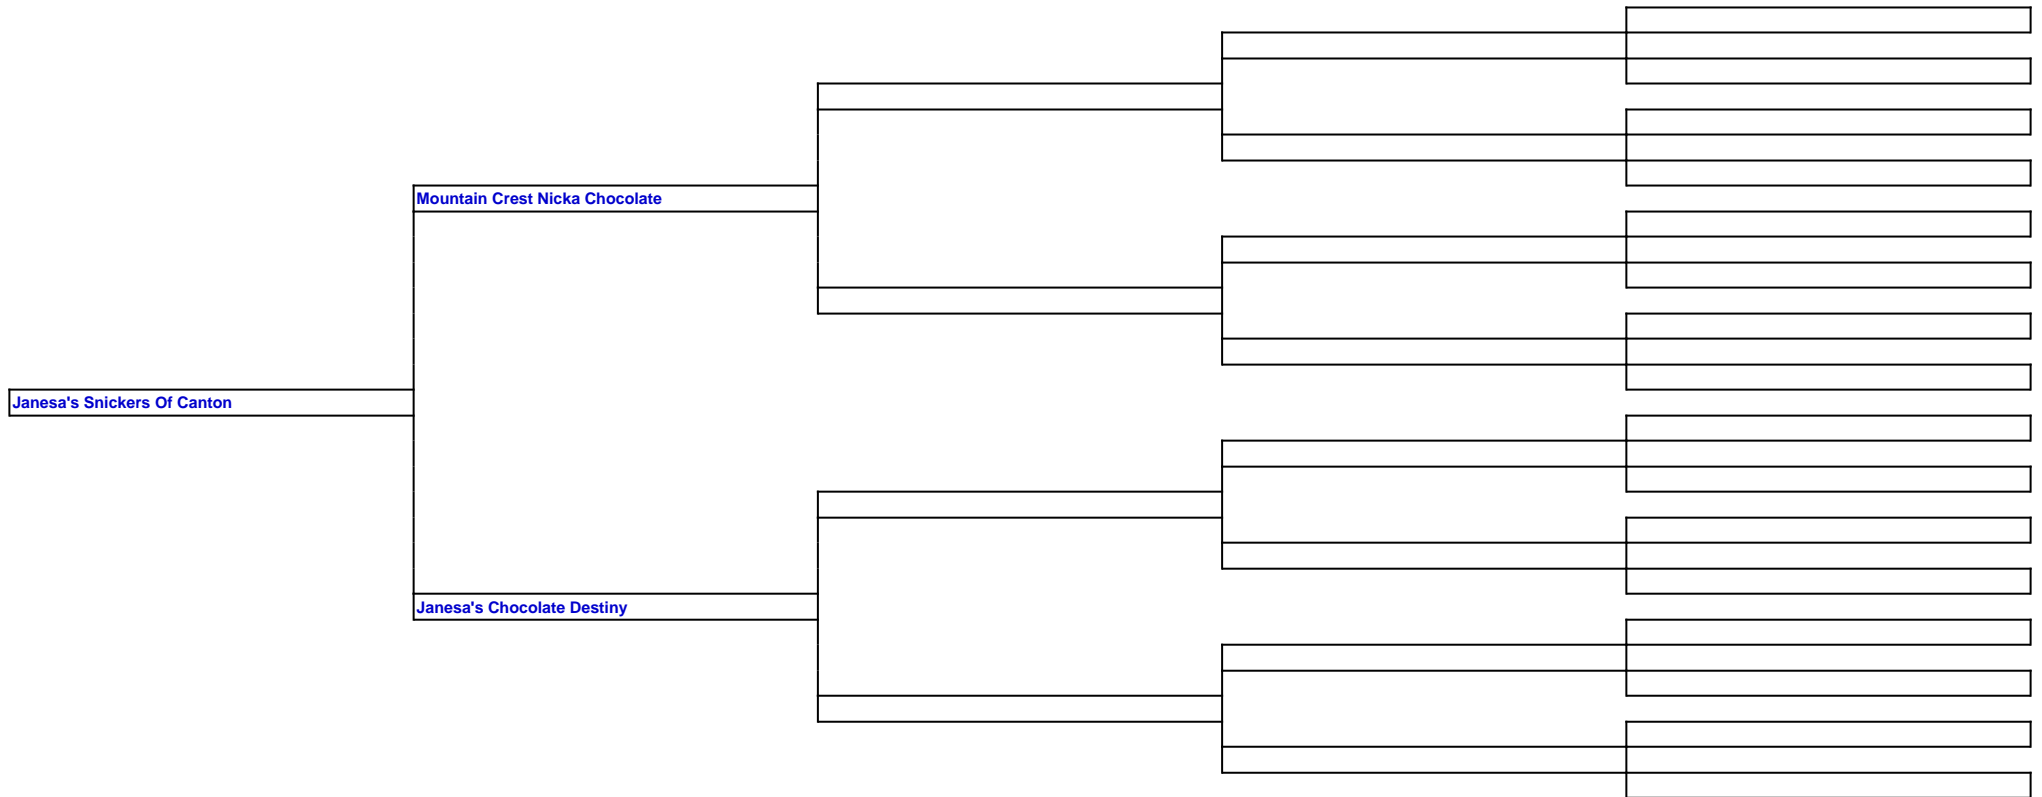 Mountain Crest Nicka Chocolate
Janesa's Snickers Of Canton
Janesa's Chocolate Destiny